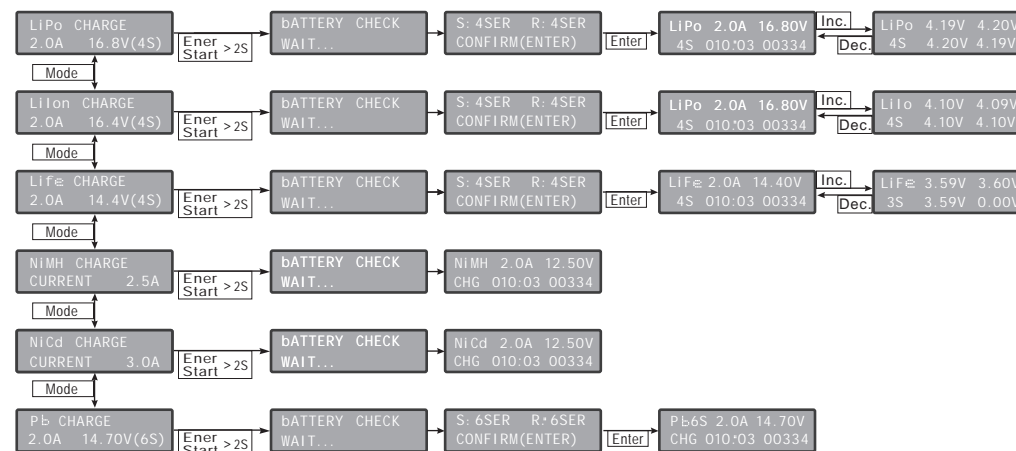 LiPo CHARGE
2.0A 16.8V(4S)
Ener
Start >2S
bATTERY CHECK
WAIT...
S: 4SER R: 4SER
CONFIRM(ENTER)
Enter
LiPo 2.0A 16.80V
4S 010:03 00334
Inc.
Dec.
LiPo 4.19V 4.20V
4S 4.20V 4.19V
Mode
LiIon CHARGE
2.0A 16.4V(4S)
Ener
Start >2S
bATTERY CHECK
WAIT...
S: 4SER R: 4SER
CONFIRM(ENTER)
Enter
LiPo 2.0A 16.80V
4S 010:03 00334
Inc.
Dec.
LiIo 4.10V 4.09V
4S 4.10V 4.10V
Mode
Life CHARGE
2.0A 14.4V(4S)
Ener
Start >2S
bATTERY CHECK
WAIT...
S: 4SER R: 4SER
CONFIRM(ENTER)
Enter
LiFe 2.0A 14.40V
4S 010:03 00334
Inc.
Dec.
LiFe 3.59V 3.60V
3S 3.59V 0.00V
Mode
NiMH CHARGE
CURRENT 2.5A
Ener
Start >2S
bATTERY CHECK
WAIT...
NiMH 2.0A 12.50V
CHG 010:03 00334
Mode
NiCd CHARGE
CURRENT 3.0A
Ener
Start >2S
bATTERY CHECK
WAIT...
NiCd 2.0A 12.50V
CHG 010:03 00334
Mode
Pb CHARGE
2.0A 14.70V(6S)
Ener
Start >2S
bATTERY CHECK
WAIT...
S: 6SER R: 6SER
CONFIRM(ENTER)
Enter
Pb6S 2.0A 14.70V
CHG 010:03 00334